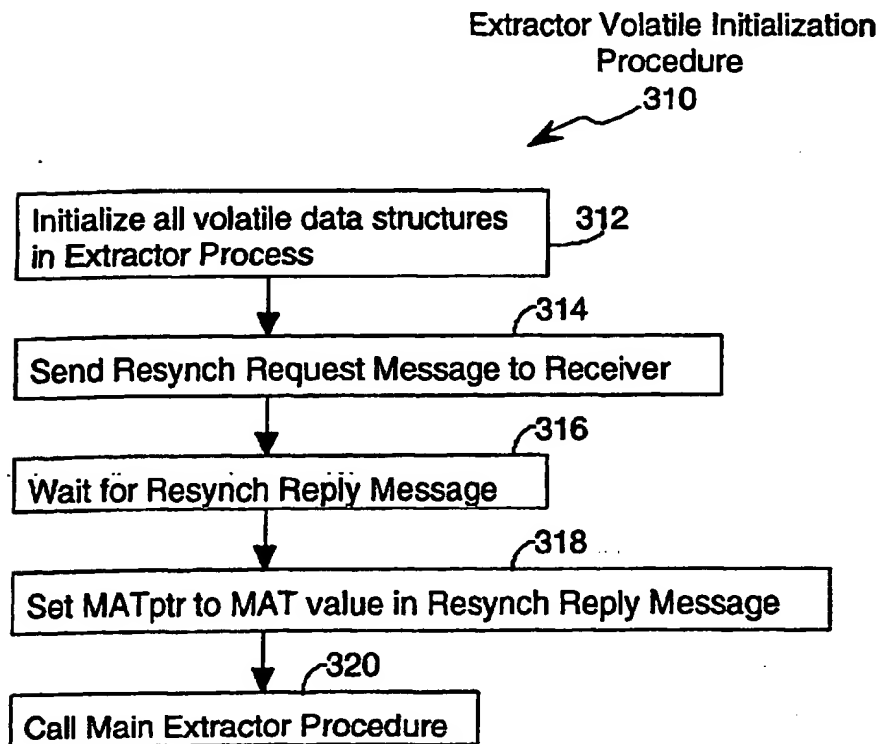 Extractor Volatile Initialization
Procedure
310
Initialize all volatile data structures
in Extractor Process
312
314
Send Resynch Request Message to Receiver
316
Wait for Resynch Reply Message
318
Set MATptr to MAT value in Resynch Reply Message
320
Call Main Extractor Procedure